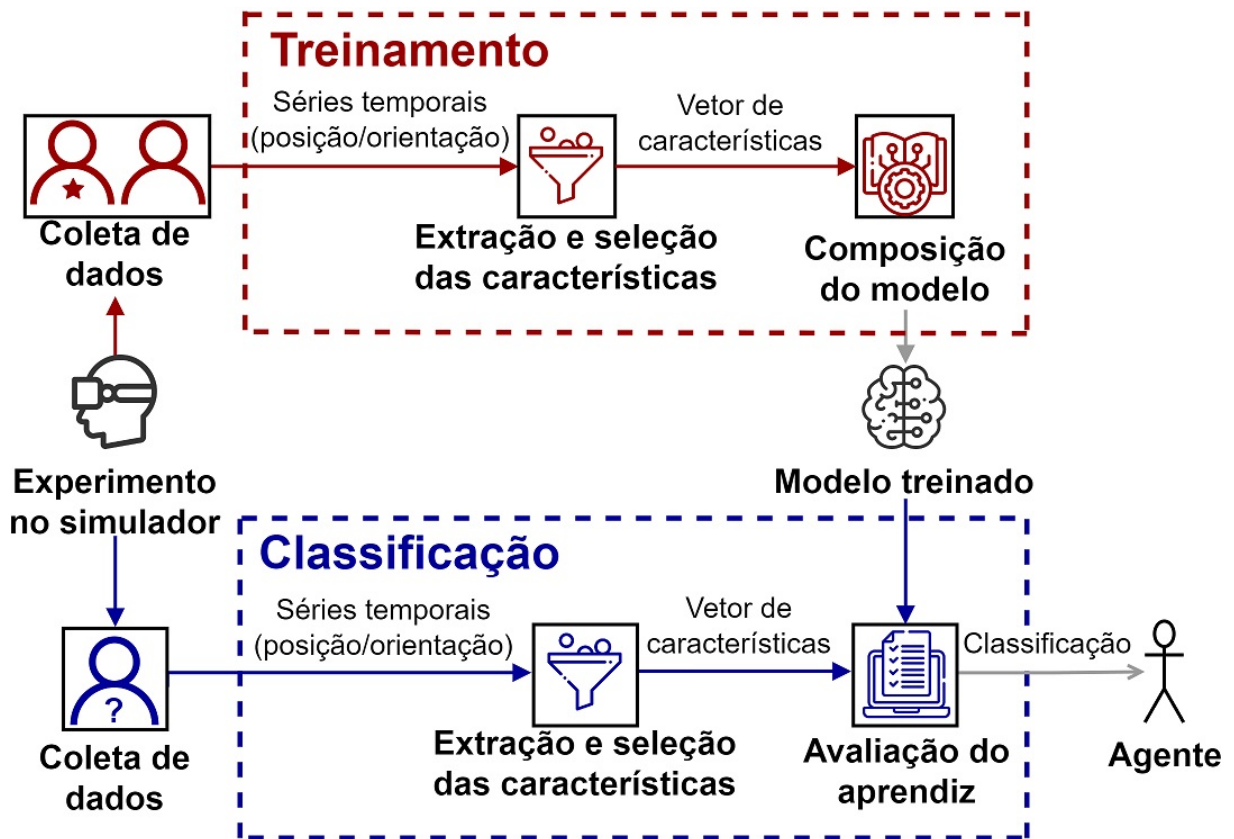 Treinamento
Séries temporais
(posição/orientação)
Vetor de
características
Coleta de
dados
Extração e seleção
das características
Composição
do modelo
Experimento
no simulador
Modelo treinado
Classificação
Séries temporais
(posição/orientação)
Vetor de
características
Classificação
?
Coleta de
dados
Extração e seleção
das características
Avaliação do
aprendiz
Agente